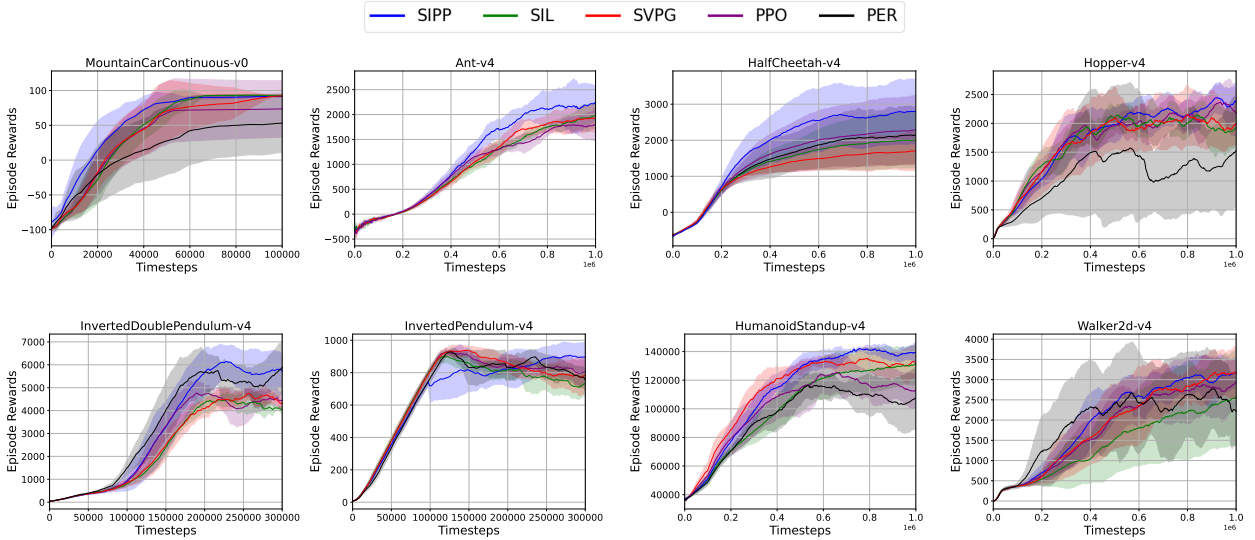 SIPP SIL SVPG PPO PER
MountainCarContinuous-v0
Episode Rewards
100
50
0
−50
−100
0 20000 40000 60000 80000 100000
Timesteps
Ant-v4
Episode Rewards
2500
2000
1500
1000
500
0
−500
0.0 0.2 0.4 0.6 0.8 1.0
1e6
Timesteps
HalfCheetah-v4
Episode Rewards
3000
2000
1000
0
0.0 0.2 0.4 0.6 0.8 1.0
1e6
Timesteps
Hopper-v4
Episode Rewards
2500
2000
1500
1000
500
0
0.0 0.2 0.4 0.6 0.8 1.0
1e6
Timesteps
InvertedDoublePendulum-v4
Episode Rewards
7000
6000
5000
4000
3000
2000
1000
0
0 50000 100000 150000 200000 250000 300000
Timesteps
InvertedPendulum-v4
Episode Rewards
1000
800
600
400
200
0
0 50000 100000 150000 200000 250000 300000
Timesteps
HumanoidStandup-v4
Episode Rewards
140000
120000
100000
80000
60000
40000
0.0 0.2 0.4 0.6 0.8 1.0
1e6
Timesteps
Walker2d-v4
Episode Rewards
4000
3500
3000
2500
2000
1500
1000
500
0
0.0 0.2 0.4 0.6 0.8 1.0
1e6
Timesteps